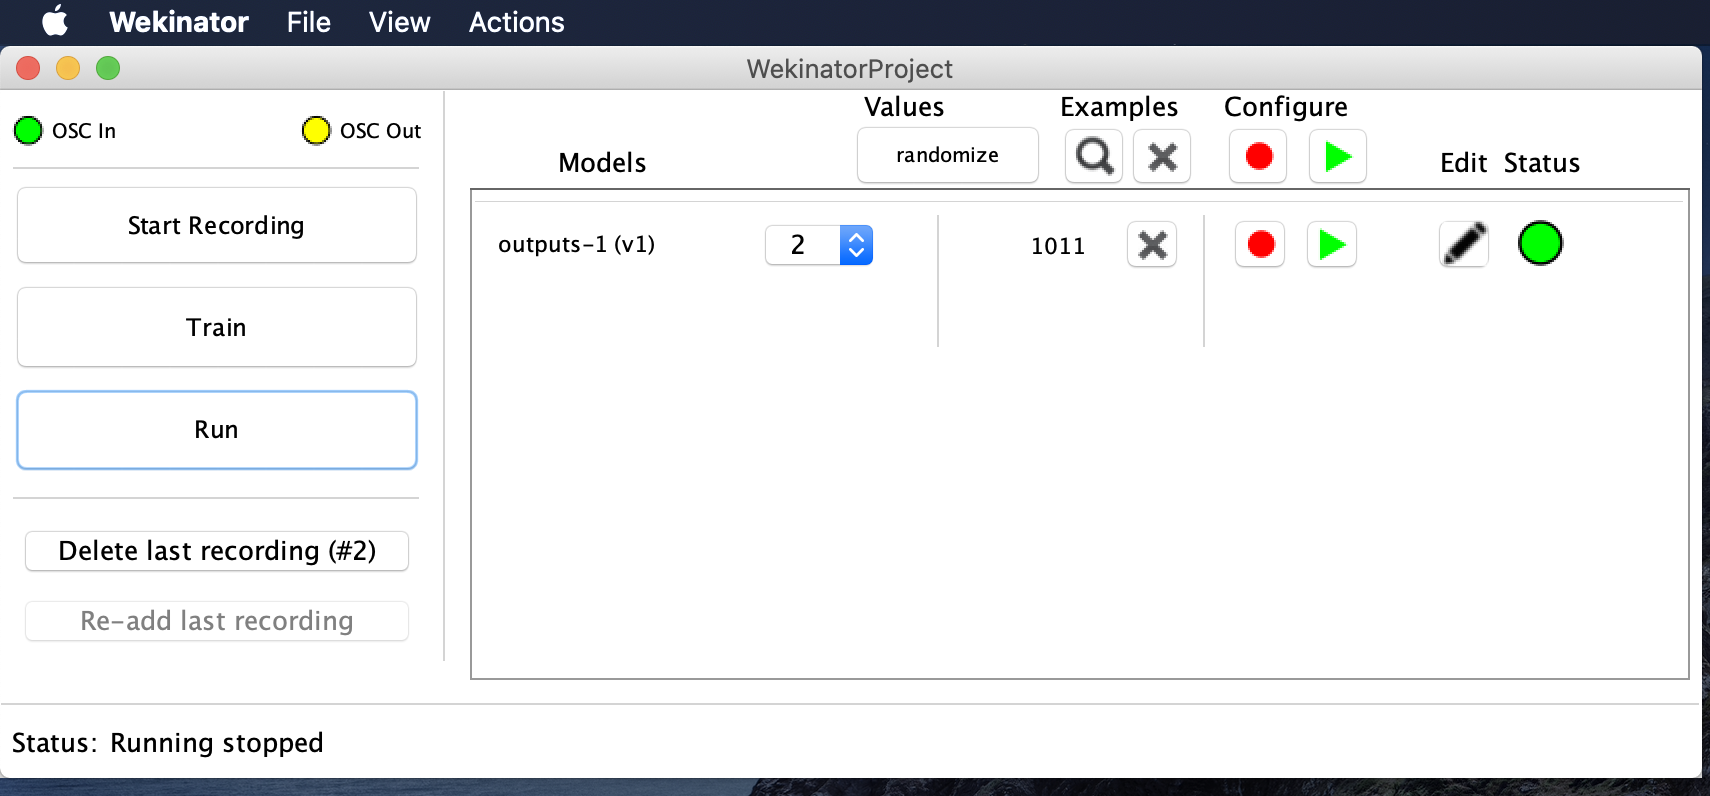 Wekinator File View Actions
WekinatorProject
OSC In OSC Out
Values Examples Configure
Models randomize Edit Status
Start Recording
outputs-1 (v1) 2 1011
Train
Run
Delete last recording (#2)
Re-add last recording
Status: Running stopped